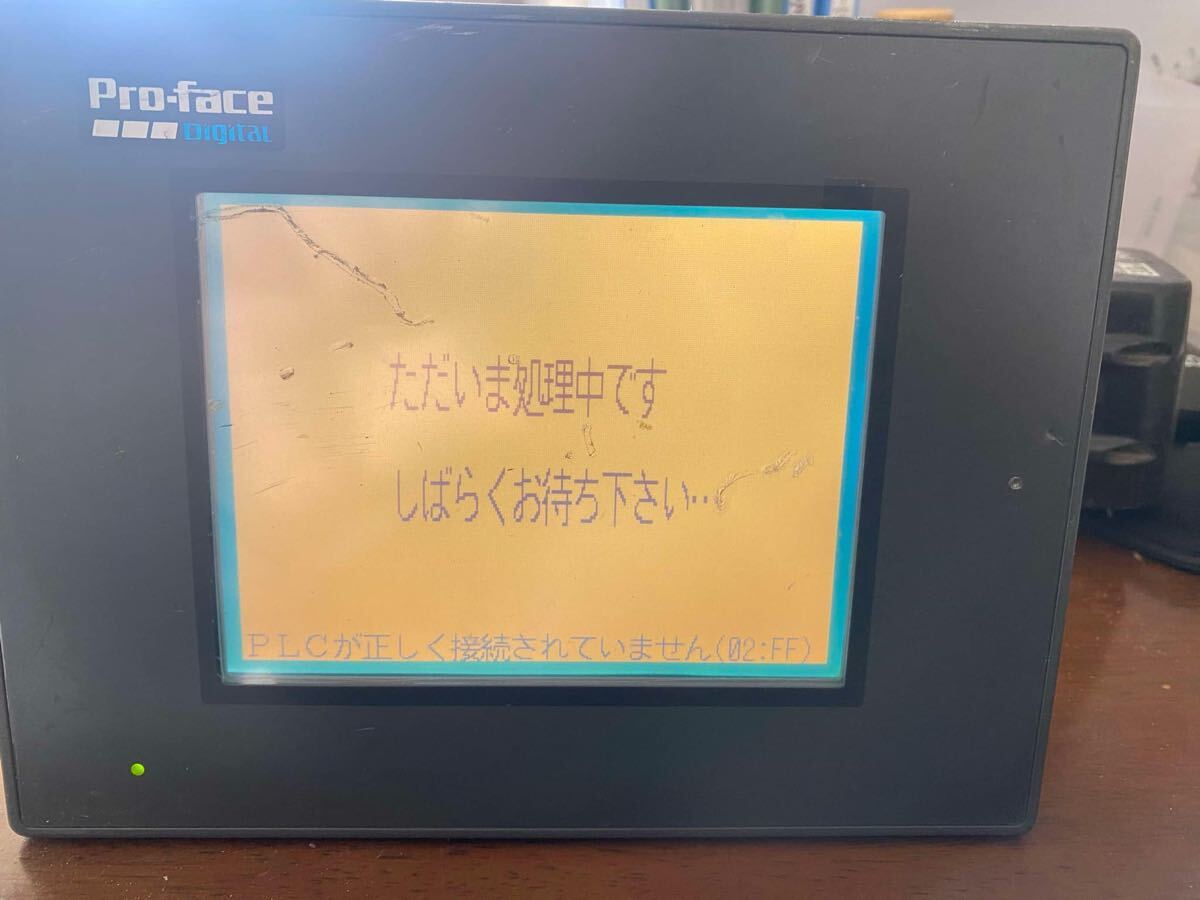 Pro-face
Digital
ただいま処理中です
しばらくお待ち下さい‥
ＰＬＣが正しく接続されていません(02:FF)